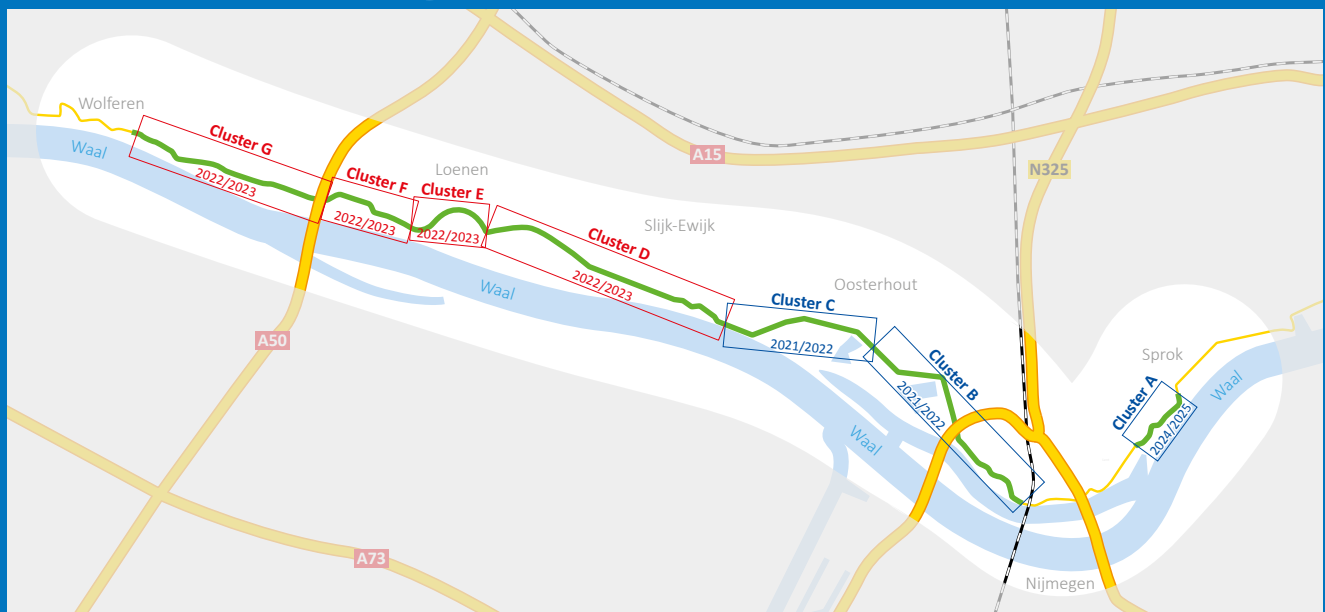 Wolferen
Waal
Cluster G
2022/2023
Cluster F
2022/2023
Loenen
Cluster E
2022/2023
A15
N325
Slijk-Ewijk
Cluster D
2022/2023
Waal
Oosterhout
Cluster C
2021/2022
A50
Cluster B
2021/2022
Waal
Sprok
Cluster A
2024/2025
Waal
A73
Nijmegen